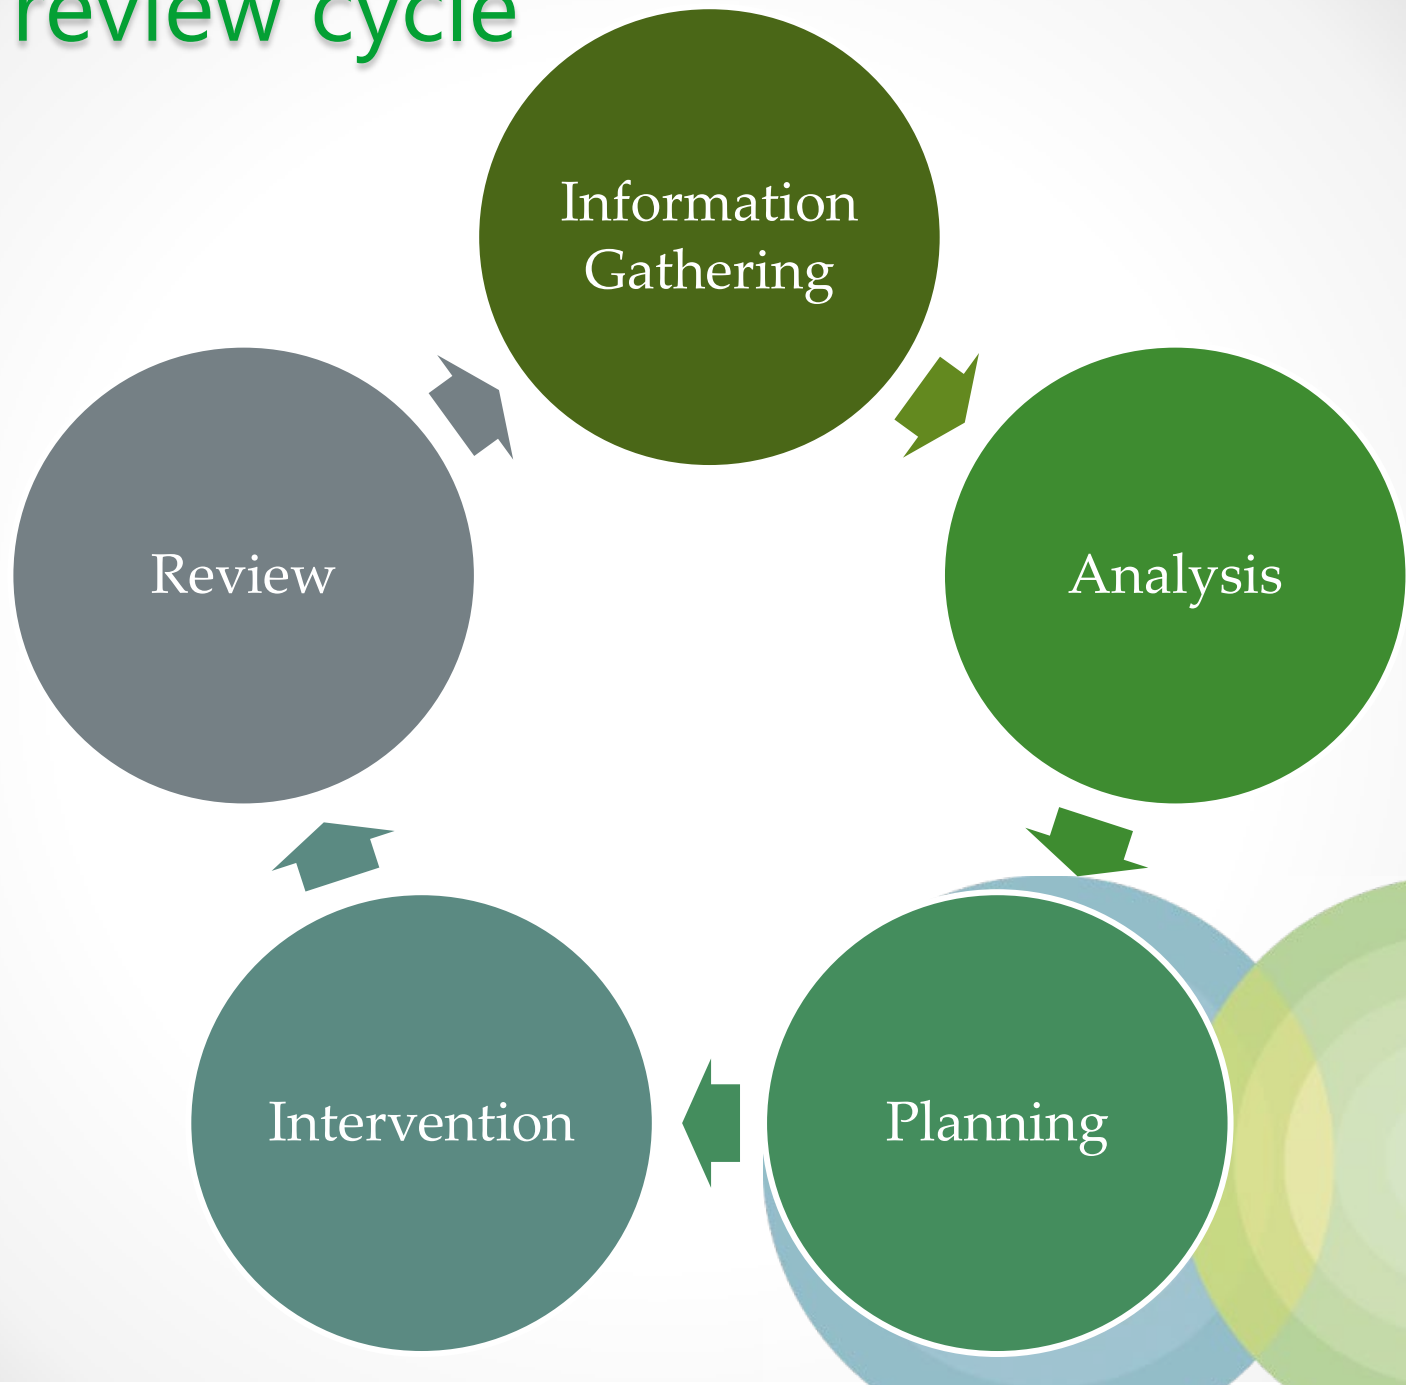 review cycle
Information
Gathering
Analysis
Planning
Intervention
Review